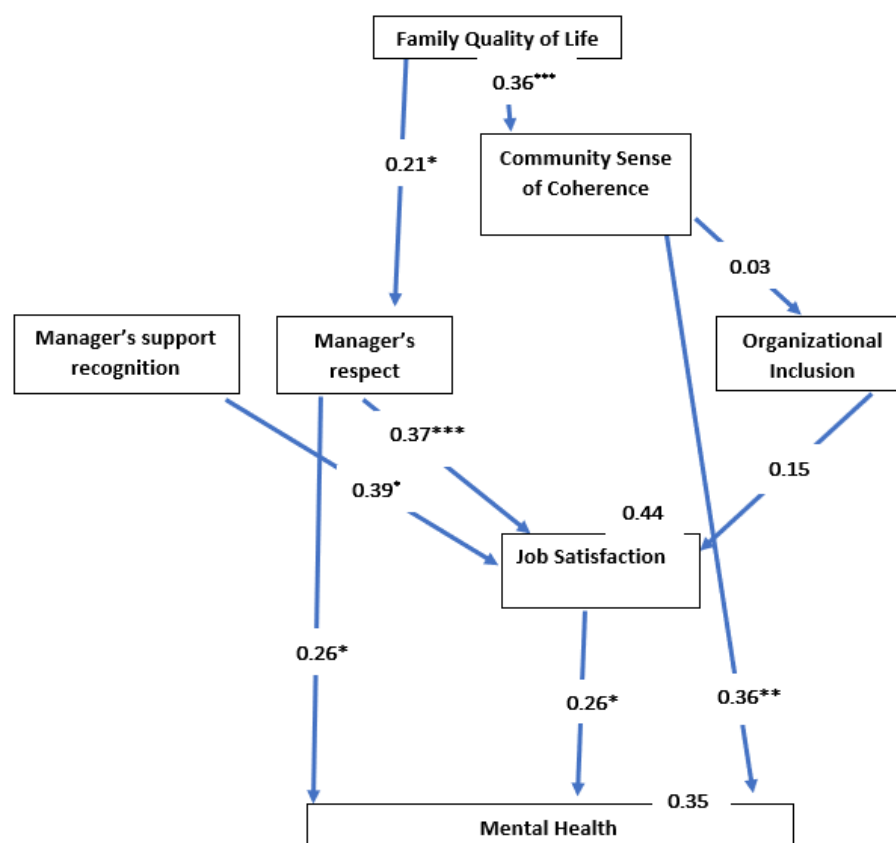 Family Quality of Life
0.36***
Community Sense
of Coherence
0.21*
0.03
Manager's support
recognition
Manager's
respect
Organizational
Inclusion
0.37***
0.15
0.39*
0.44
Job Satisfaction
0.26*
0.26*
0.36**
0.35
Mental Health